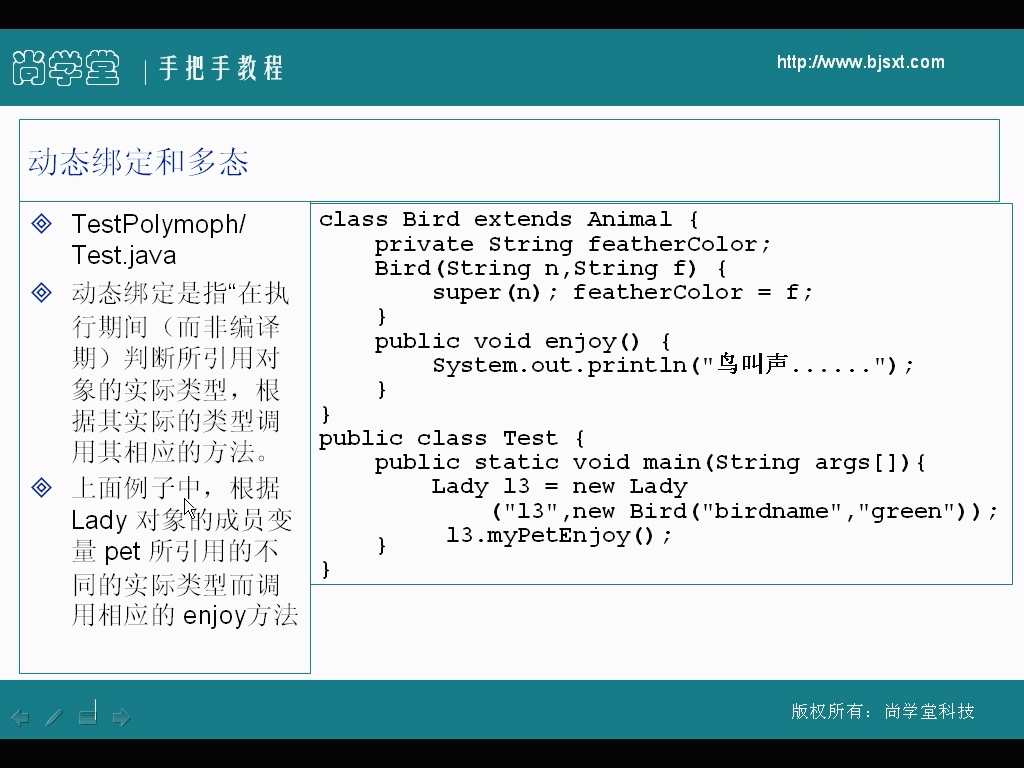 尚学堂 | 手把手教程
http://www.bjsxt.com
动态绑定和多态
TestPolymoph/
Test.java
动态绑定是指“在执
行期间（而非编译
期）判断所引用对
象的实际类型，根
据其实际的类型调
用其相应的方法。
上面例子中，根据
Lady 对象的成员变
量 pet 所引用的不
同的实际类型而调
用相应的 enjoy方法
class Bird extends Animal {
    private String featherColor;
    Bird(String n,String f) {
        super(n); featherColor = f;
    }
    public void enjoy() {
        System.out.println("鸟叫声......");
    }
}
public class Test {
    public static void main(String args[]){
        Lady l3 = new Lady
            ("l3",new Bird("birdname","green"));
         l3.myPetEnjoy();
    }
}
版权所有：尚学堂科技